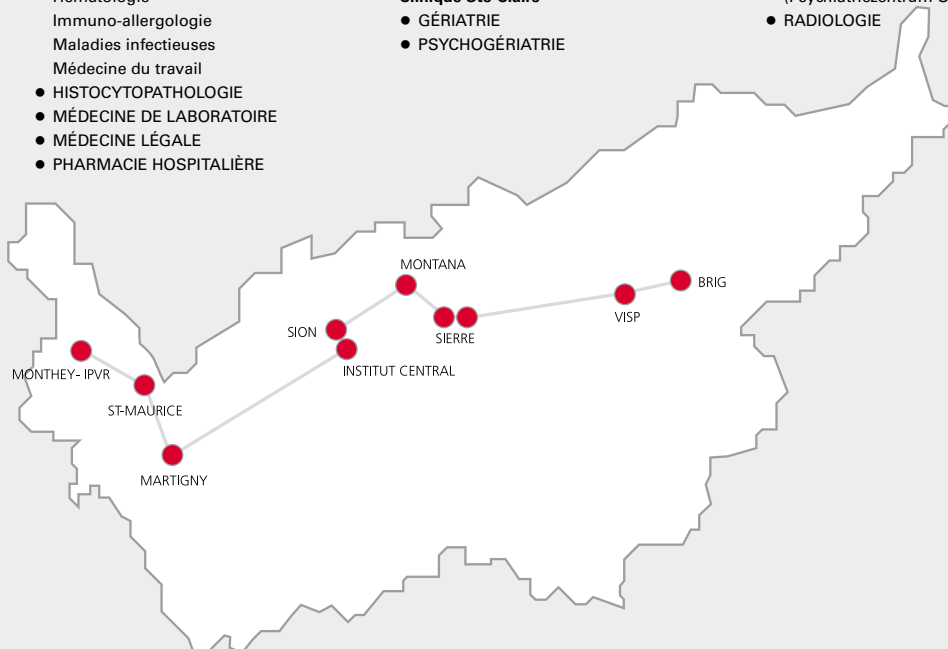 Immuno-allergologie
Maladies infectieuses
Médecine du travail
● HISTOCYTOPATHOLOGIE
● MÉDECINE DE LABORATOIRE
● MÉDECINE LÉGALE
● PHARMACIE HOSPITALIÈRE
● GÉRIATRIE
● PSYCHOGÉRIATRIE
● RADIOLOGIE
MONTANA
BRIG
SION
VISP
SIERRE
INSTITUT CENTRAL
MONTHEY- IPVR
ST-MAURICE
MARTIGNY